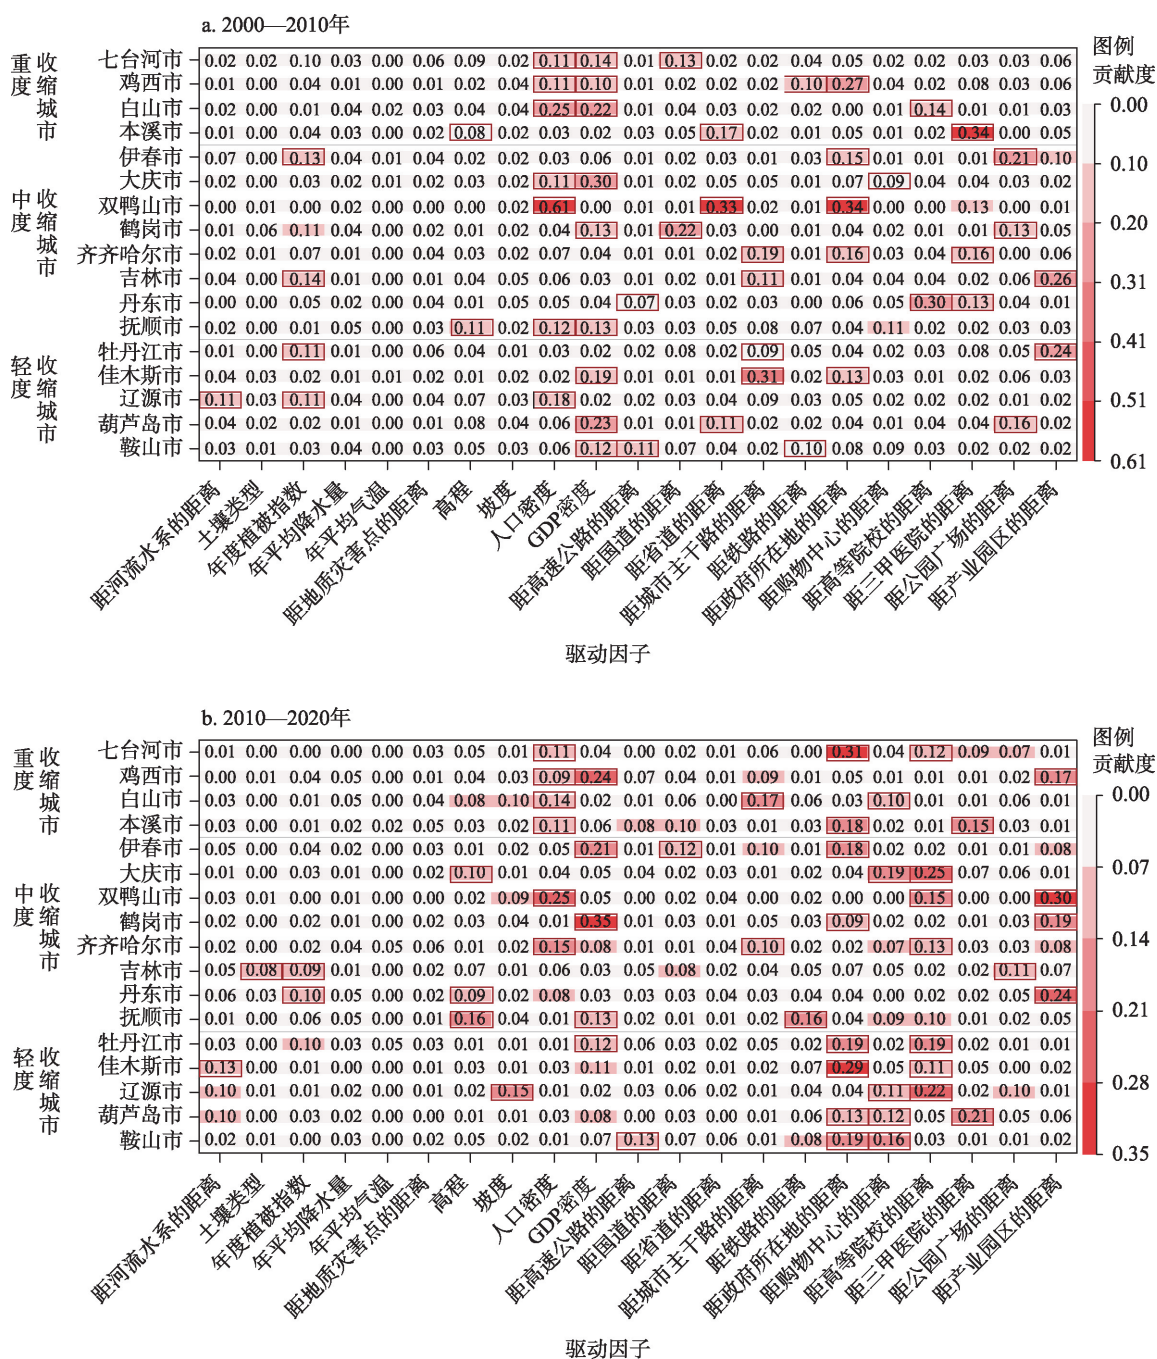 a. 2000—2010年
重度收缩城市
七台河市 0.02 0.02 0.10 0.03 0.00 0.06 0.09 0.02 0.11 0.14 0.01 0.13 0.02 0.02 0.04 0.05 0.02 0.02 0.03 0.03 0.06
鸡西市 0.01 0.00 0.04 0.01 0.00 0.01 0.02 0.04 0.11 0.10 0.01 0.02 0.02 0.02 0.10 0.27 0.04 0.02 0.08 0.03 0.06
白山市 0.02 0.00 0.01 0.04 0.02 0.03 0.04 0.04 0.25 0.22 0.01 0.04 0.02 0.02 0.02 0.00 0.01 0.14 0.01 0.01 0.03
本溪市 0.01 0.00 0.04 0.03 0.00 0.02 0.08 0.02 0.03 0.02 0.03 0.05 0.17 0.02 0.01 0.05 0.01 0.02 0.34 0.00 0.05
中度收缩城市
伊春市 0.07 0.00 0.13 0.04 0.01 0.04 0.02 0.02 0.03 0.06 0.01 0.02 0.03 0.01 0.03 0.15 0.01 0.01 0.01 0.21 0.10
大庆市 0.02 0.00 0.03 0.02 0.01 0.02 0.03 0.02 0.11 0.30 0.01 0.02 0.05 0.05 0.01 0.07 0.09 0.04 0.04 0.03 0.02
双鸭山市 0.00 0.01 0.00 0.02 0.00 0.00 0.00 0.02 0.61 0.00 0.01 0.01 0.33 0.02 0.01 0.34 0.00 0.00 0.13 0.00 0.01
鹤岗市 0.01 0.06 0.11 0.04 0.00 0.02 0.01 0.02 0.04 0.13 0.02 0.22 0.03 0.00 0.01 0.04 0.02 0.01 0.01 0.13 0.05
齐齐哈尔市 0.02 0.01 0.07 0.01 0.00 0.04 0.03 0.02 0.07 0.04 0.01 0.01 0.02 0.19 0.01 0.16 0.03 0.04 0.16 0.00 0.06
吉林市 0.04 0.00 0.14 0.04 0.00 0.01 0.04 0.05 0.06 0.03 0.01 0.02 0.01 0.11 0.01 0.04 0.04 0.04 0.02 0.06 0.26
丹东市 0.00 0.00 0.05 0.02 0.00 0.04 0.01 0.05 0.05 0.04 0.07 0.03 0.02 0.03 0.00 0.06 0.05 0.30 0.13 0.04 0.01
抚顺市 0.02 0.00 0.01 0.05 0.00 0.03 0.11 0.02 0.12 0.13 0.03 0.03 0.05 0.08 0.07 0.04 0.11 0.02 0.02 0.03 0.03
轻度收缩城市
牡丹江市 0.01 0.00 0.11 0.01 0.00 0.06 0.04 0.01 0.03 0.02 0.02 0.08 0.02 0.09 0.05 0.04 0.02 0.03 0.08 0.05 0.24
佳木斯市 0.04 0.03 0.02 0.01 0.01 0.02 0.01 0.02 0.02 0.19 0.01 0.01 0.01 0.31 0.02 0.13 0.03 0.01 0.02 0.06 0.03
辽源市 0.11 0.03 0.11 0.04 0.00 0.04 0.07 0.03 0.18 0.02 0.02 0.03 0.04 0.09 0.03 0.05 0.02 0.02 0.02 0.01 0.02
葫芦岛市 0.04 0.02 0.02 0.01 0.00 0.01 0.08 0.04 0.06 0.23 0.01 0.01 0.11 0.02 0.02 0.04 0.01 0.04 0.04 0.16 0.02
鞍山市 0.03 0.01 0.03 0.04 0.00 0.03 0.05 0.03 0.06 0.12 0.11 0.07 0.04 0.02 0.10 0.08 0.09 0.03 0.02 0.02 0.02
距河流水系的距离 土壤类型 年度植被指数 年平均降水量 年平均气温 距地质灾害点的距离 高程 坡度 人口密度 GDP密度 距高速公路的距离 距国道的距离 距省道的距离 距城市主干路的距离 距铁路的距离 距政府所在地的距离 距购物中心的距离 距高等院校的距离 距三甲医院的距离 距公园广场的距离 距产业园区的距离
驱动因子
图例
贡献度
0.00
0.10
0.20
0.31
0.41
0.51
0.61
b. 2010—2020年
重度收缩城市
七台河市 0.01 0.00 0.00 0.00 0.00 0.03 0.05 0.01 0.11 0.04 0.00 0.02 0.01 0.06 0.00 0.31 0.04 0.12 0.09 0.07 0.01
鸡西市 0.00 0.01 0.04 0.05 0.00 0.01 0.04 0.03 0.09 0.24 0.07 0.04 0.01 0.09 0.01 0.05 0.01 0.01 0.01 0.02 0.17
白山市 0.03 0.00 0.01 0.05 0.00 0.04 0.08 0.10 0.14 0.02 0.01 0.06 0.00 0.17 0.06 0.03 0.10 0.01 0.01 0.06 0.01
本溪市 0.03 0.00 0.01 0.02 0.02 0.05 0.03 0.02 0.11 0.06 0.08 0.10 0.03 0.01 0.03 0.18 0.02 0.01 0.15 0.03 0.01
中度收缩城市
伊春市 0.05 0.00 0.04 0.02 0.00 0.03 0.01 0.02 0.05 0.21 0.01 0.12 0.01 0.10 0.01 0.18 0.02 0.02 0.01 0.01 0.08
大庆市 0.01 0.00 0.03 0.01 0.00 0.02 0.10 0.01 0.04 0.05 0.04 0.02 0.03 0.01 0.02 0.04 0.19 0.25 0.07 0.06 0.01
双鸭山市 0.03 0.01 0.00 0.01 0.00 0.00 0.02 0.09 0.25 0.05 0.00 0.02 0.04 0.00 0.02 0.00 0.00 0.15 0.00 0.00 0.30
鹤岗市 0.02 0.00 0.02 0.01 0.00 0.02 0.03 0.04 0.01 0.35 0.01 0.03 0.01 0.05 0.03 0.09 0.02 0.02 0.01 0.03 0.19
齐齐哈尔市 0.02 0.00 0.02 0.04 0.05 0.06 0.01 0.02 0.15 0.08 0.01 0.01 0.04 0.10 0.02 0.02 0.07 0.13 0.03 0.03 0.08
吉林市 0.05 0.08 0.09 0.01 0.00 0.02 0.07 0.01 0.06 0.03 0.05 0.08 0.02 0.04 0.05 0.07 0.05 0.02 0.02 0.11 0.07
丹东市 0.06 0.03 0.10 0.05 0.00 0.02 0.09 0.02 0.08 0.03 0.03 0.03 0.04 0.03 0.04 0.04 0.00 0.02 0.02 0.05 0.24
抚顺市 0.01 0.00 0.06 0.05 0.00 0.01 0.16 0.04 0.01 0.13 0.02 0.01 0.01 0.02 0.16 0.04 0.09 0.10 0.01 0.02 0.05
轻度收缩城市
牡丹江市 0.03 0.00 0.10 0.03 0.05 0.03 0.01 0.01 0.01 0.12 0.06 0.03 0.02 0.05 0.02 0.19 0.02 0.19 0.01 0.01 0.01
佳木斯市 0.13 0.00 0.01 0.00 0.00 0.01 0.03 0.01 0.03 0.11 0.01 0.02 0.01 0.02 0.07 0.29 0.05 0.11 0.05 0.00 0.02
辽源市 0.10 0.01 0.01 0.02 0.00 0.01 0.02 0.15 0.01 0.02 0.03 0.06 0.02 0.01 0.04 0.04 0.11 0.22 0.02 0.10 0.01
葫芦岛市 0.10 0.00 0.03 0.02 0.00 0.00 0.01 0.01 0.03 0.08 0.00 0.03 0.00 0.01 0.06 0.13 0.12 0.05 0.21 0.05 0.06
鞍山市 0.02 0.01 0.00 0.03 0.00 0.02 0.05 0.02 0.01 0.07 0.13 0.07 0.06 0.01 0.08 0.19 0.16 0.03 0.01 0.01 0.02
距河流水系的距离 土壤类型 年度植被指数 年平均降水量 年平均气温 距地质灾害点的距离 高程 坡度 人口密度 GDP密度 距高速公路的距离 距国道的距离 距省道的距离 距城市主干路的距离 距铁路的距离 距政府所在地的距离 距购物中心的距离 距高等院校的距离 距三甲医院的距离 距公园广场的距离 距产业园区的距离
驱动因子
图例
贡献度
0.00
0.07
0.14
0.21
0.28
0.35